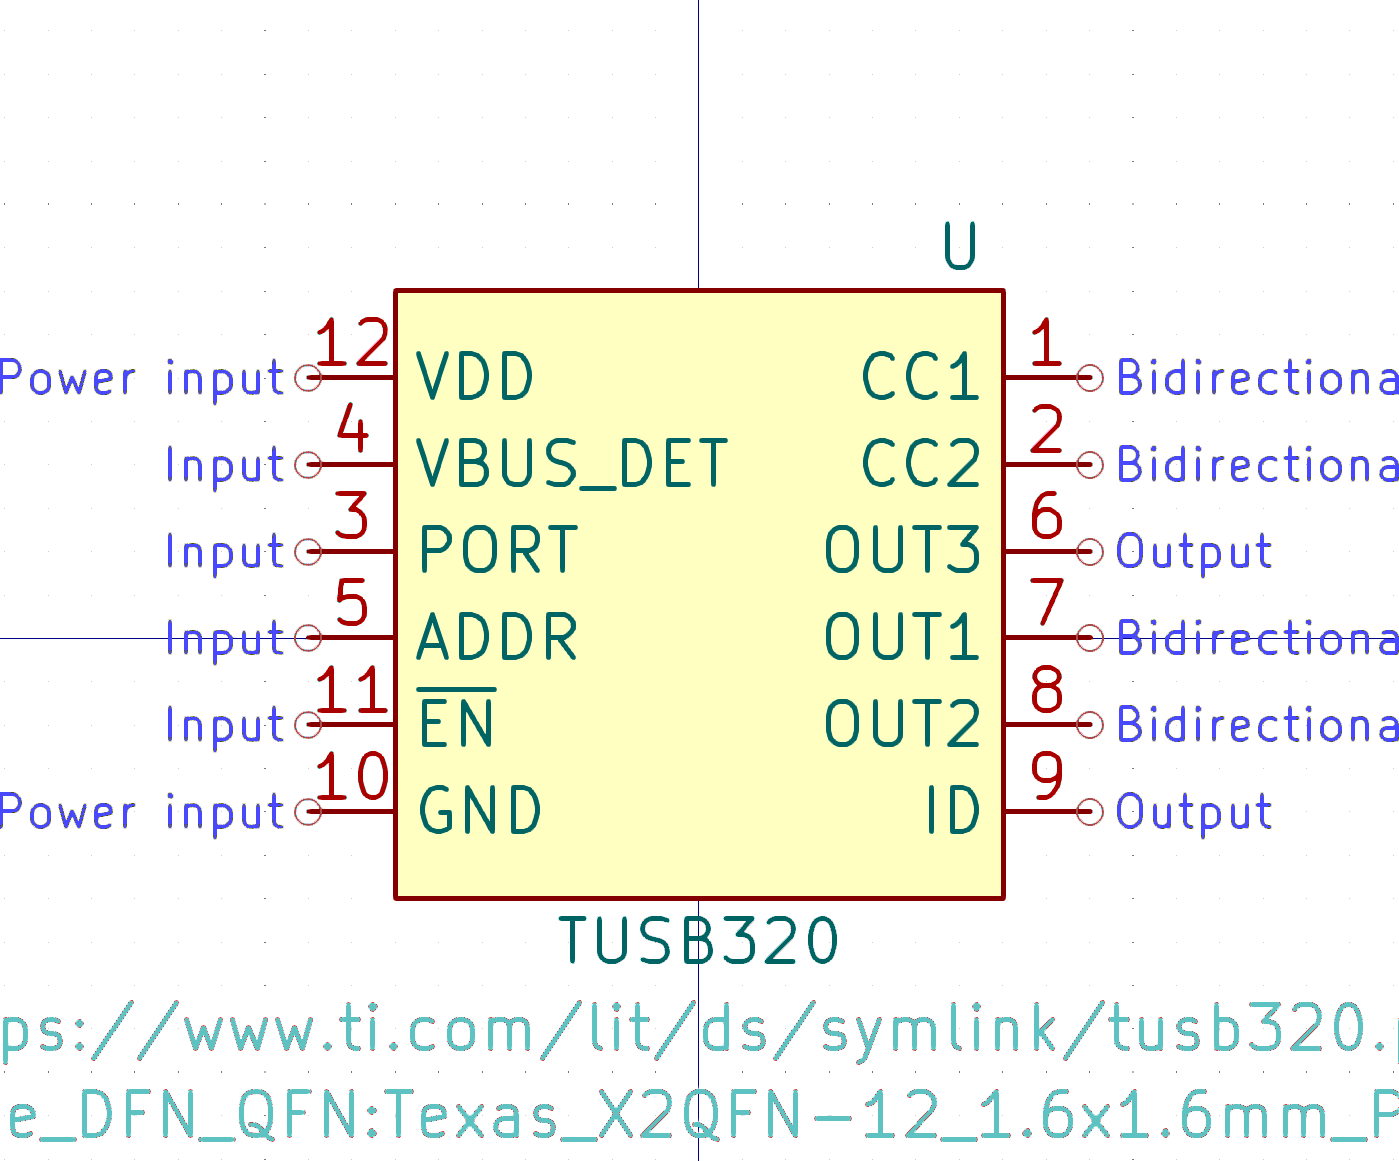 U
Power input 12 VDD CC1 1 Bidirectiona
Input 4 VBUS_DET CC2 2 Bidirectiona
Input 3 PORT OUT3 6 Output
Input 5 ADDR OUT1 7 Bidirectiona
Input 11 EN OUT2 8 Bidirectiona
Power input 10 GND ID 9 Output
TUSB320
ps://www.ti.com/lit/ds/symlink/tusb320.p
e_DFN_QFN:Texas_X2QFN-12_1.6x1.6mm_P